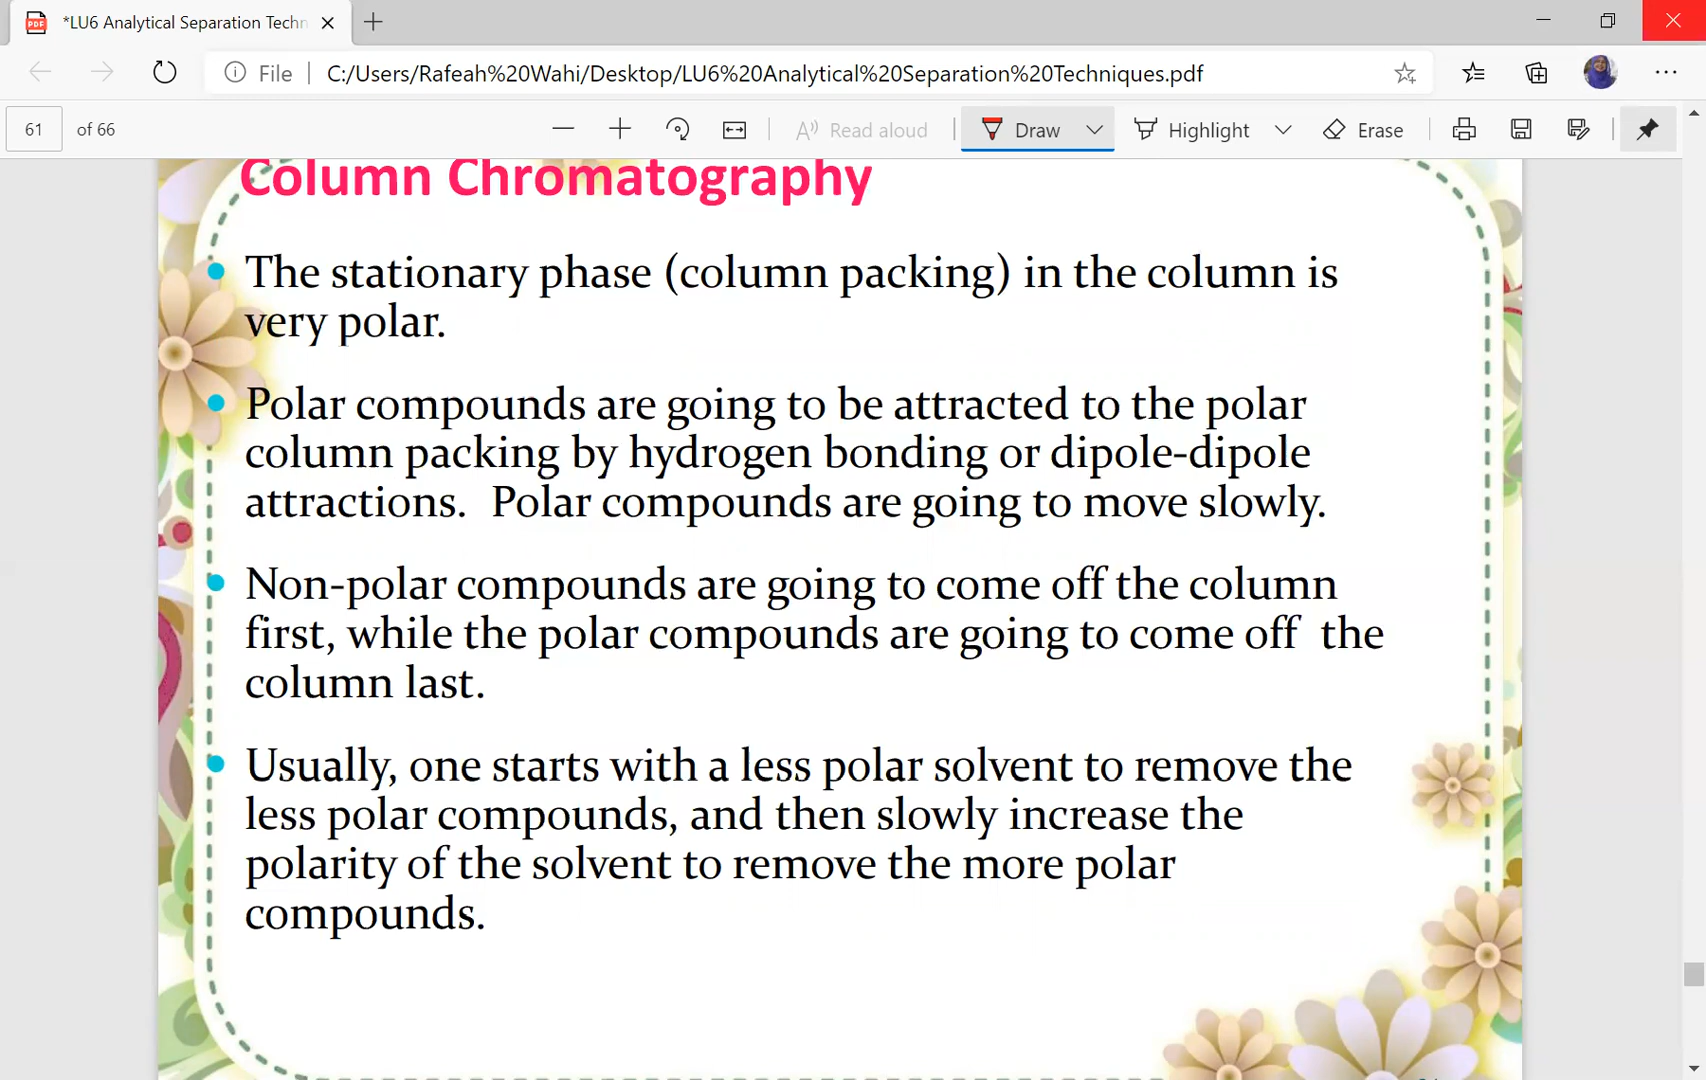 *LU6 Analytical Separation Techn
File
C:/Users/Rafeah%20Wahi/Desktop/LU6%20Analytical%20Separation%20Techniques.pdf
61 of 66
Read aloud
Draw
Highlight
Erase
Column Chromatography
• The stationary phase (column packing) in the column is
very polar.
• Polar compounds are going to be attracted to the polar
column packing by hydrogen bonding or dipole-dipole
attractions. Polar compounds are going to move slowly.
• Non-polar compounds are going to come off the column
first, while the polar compounds are going to come off the
column last.
• Usually, one starts with a less polar solvent to remove the
less polar compounds, and then slowly increase the
polarity of the solvent to remove the more polar
compounds.